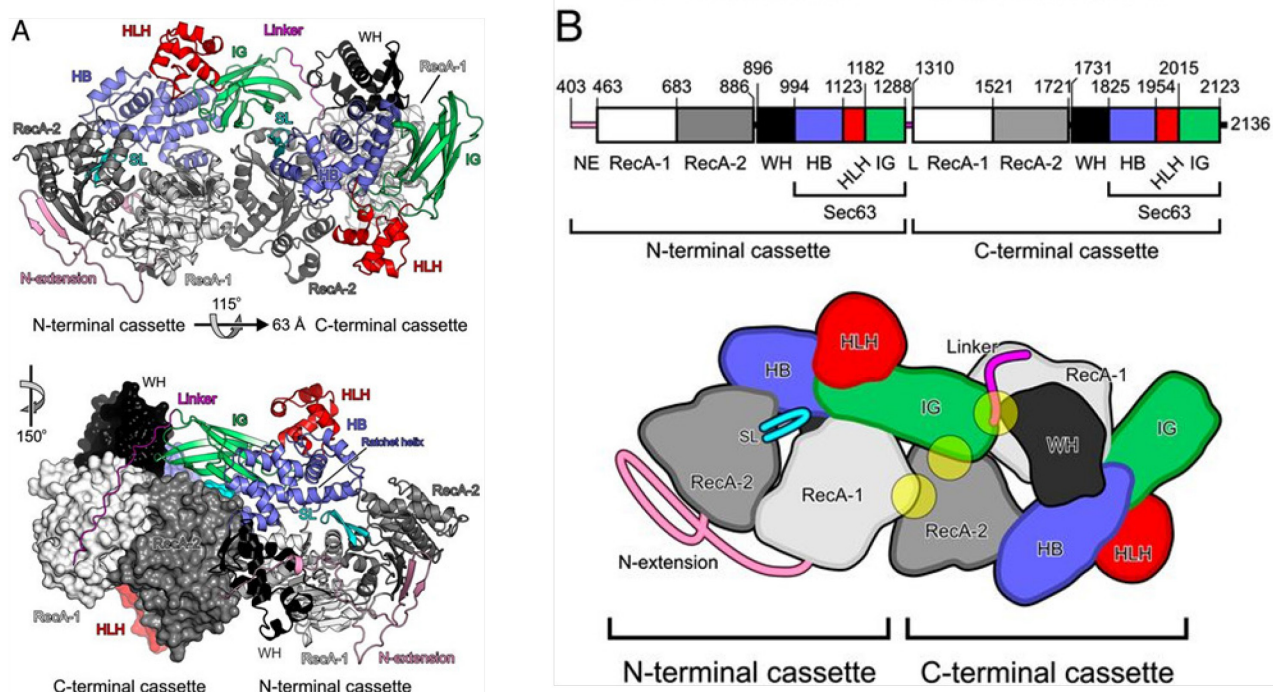 A
HLH
IG
Linker
WH
RecA-1
HB
RecA-2
SL
SL
IG
HB
N-extension
RecA-1
RecA-2
HLH
N-terminal cassette
115°
63 Å
C-terminal cassette
150°
WH
Linker
IG
HLH
HB
Ratchet helix
RecA-2
SL
RecA-2
RecA-1
HLH
WH
RecA-1
N-extension
C-terminal cassette
N-terminal cassette
B
896 1182 1310 1731 2015
403 463 683 886 994 1123 1288 1521 1721 1825 1954 2123
2136
NE RecA-1 RecA-2 WH HB HLH IG L RecA-1 RecA-2 WH HB HLH IG
Sec63 Sec63
N-terminal cassette C-terminal cassette
HLH
HB
Linker
RecA-1
IG
IG
SL
WH
RecA-2
RecA-1
RecA-2
HB
HLH
N-extension
N-terminal cassette C-terminal cassette